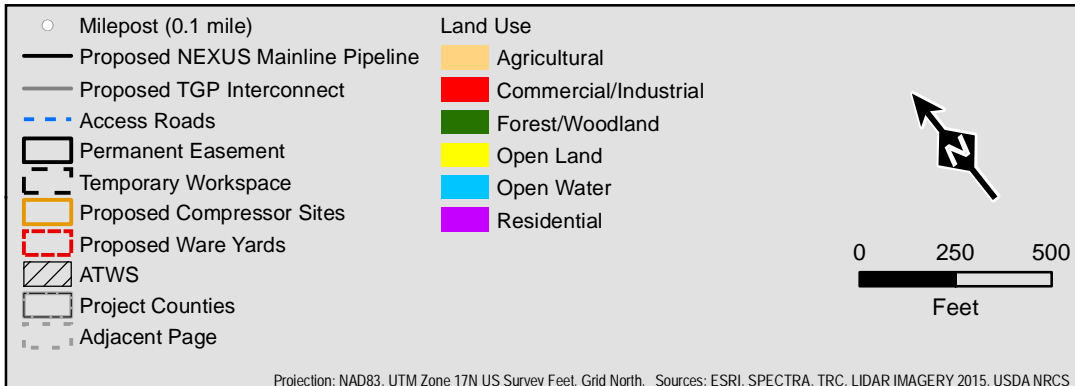 Milepost (0.1 mile)
Proposed NEXUS Mainline Pipeline
Proposed TGP Interconnect
Access Roads
Permanent Easement
Temporary Workspace
Proposed Compressor Sites
Proposed Ware Yards
ATWS
Project Counties
Adjacent Page
Land Use
Agricultural
Commercial/Industrial
Forest/Woodland
Open Land
Open Water
Residential
N
0 250 500
Feet
Projection: NAD83, UTM Zone 17N US Survey Feet, Grid North, Sources: ESRI, SPECTRA, TRC, LIDAR IMAGERY 2015, USDA NRCS